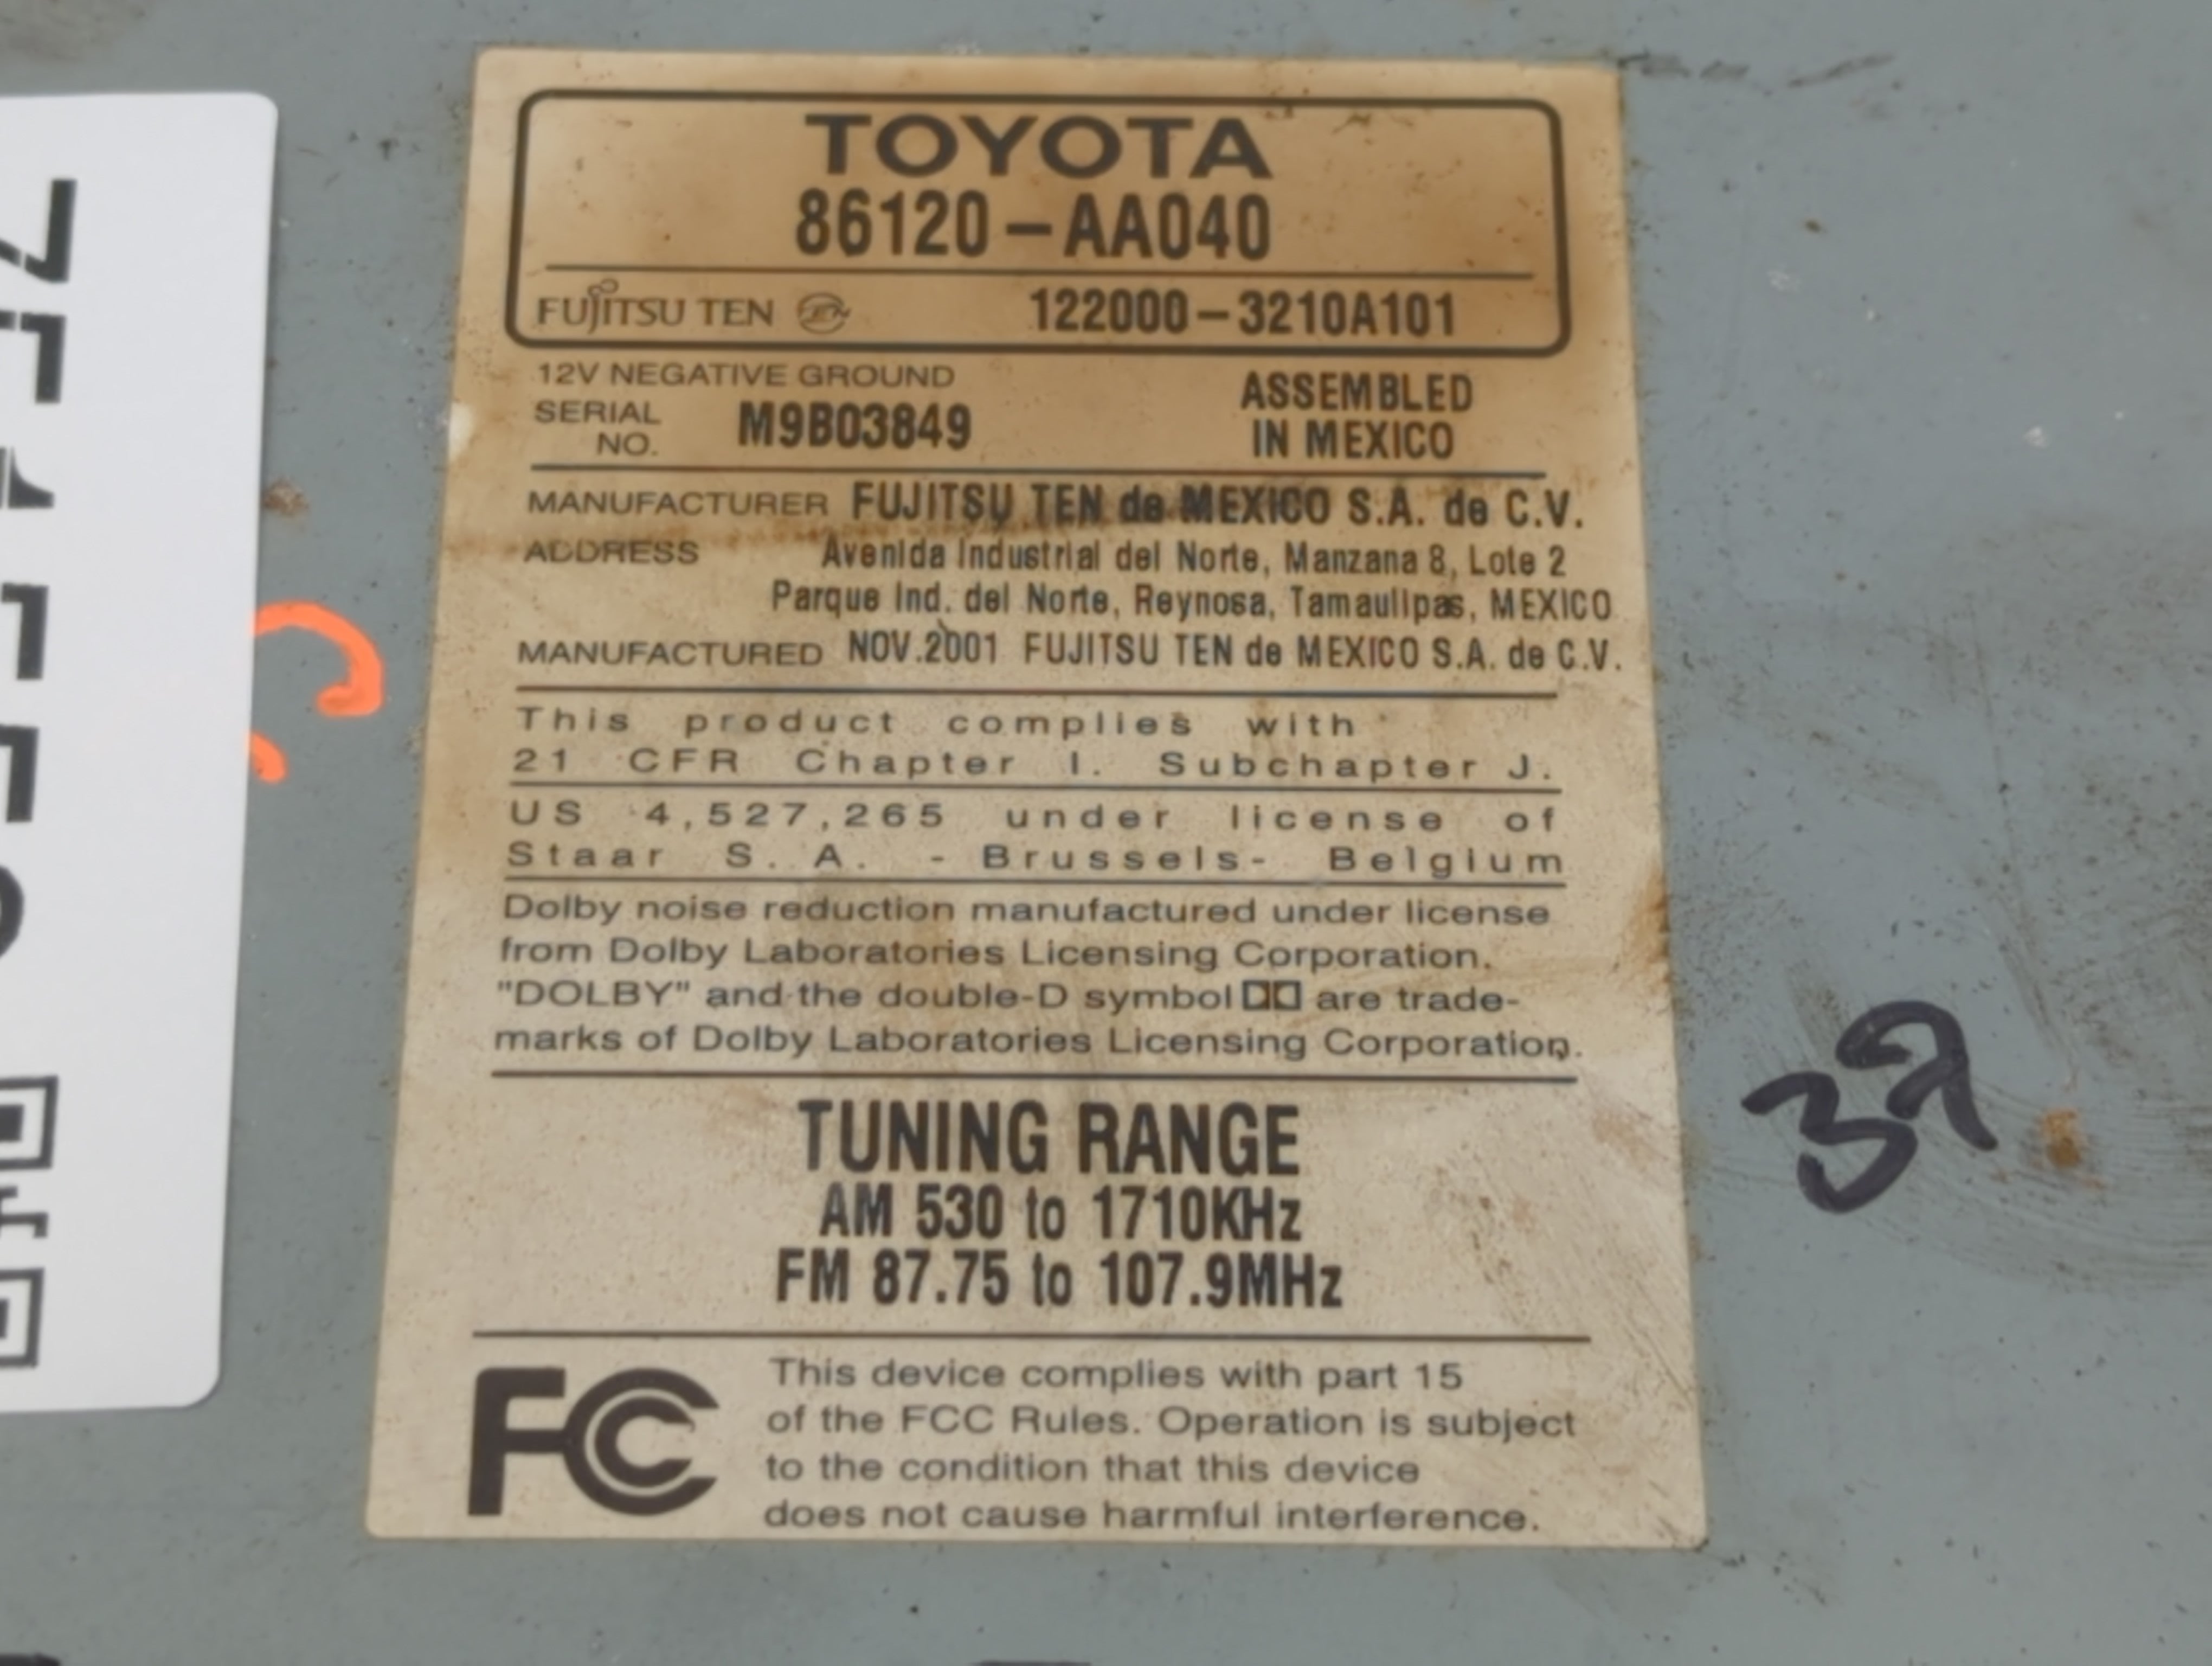 TOYOTA
86120-AA040
FUJITSU TEN 122000-3210A101
12V NEGATIVE GROUND
SERIAL NO. M9B03849
ASSEMBLED
IN MEXICO
MANUFACTURER FUJITSU TEN de MEXICO S.A. de C.V.
ADDRESS Avenida Industrial del Norte, Manzana 8, Lote 2
Parque Ind. del Norte, Reynosa, Tamaulipas, MEXICO
MANUFACTURED NOV.2001 FUJITSU TEN de MEXICO S.A. de C.V.
This product complies with
21 CFR Chapter I. Subchapter J.
US 4,527,265 under license of
Staar S. A. - Brussels- Belgium
Dolby noise reduction manufactured under license
from Dolby Laboratories Licensing Corporation.
"DOLBY" and the double-D symbol are trade-
marks of Dolby Laboratories Licensing Corporation.
TUNING RANGE
AM 530 to 1710KHz
FM 87.75 to 107.9MHz
FC
This device complies with part 15
of the FCC Rules. Operation is subject
to the condition that this device
does not cause harmful interference.